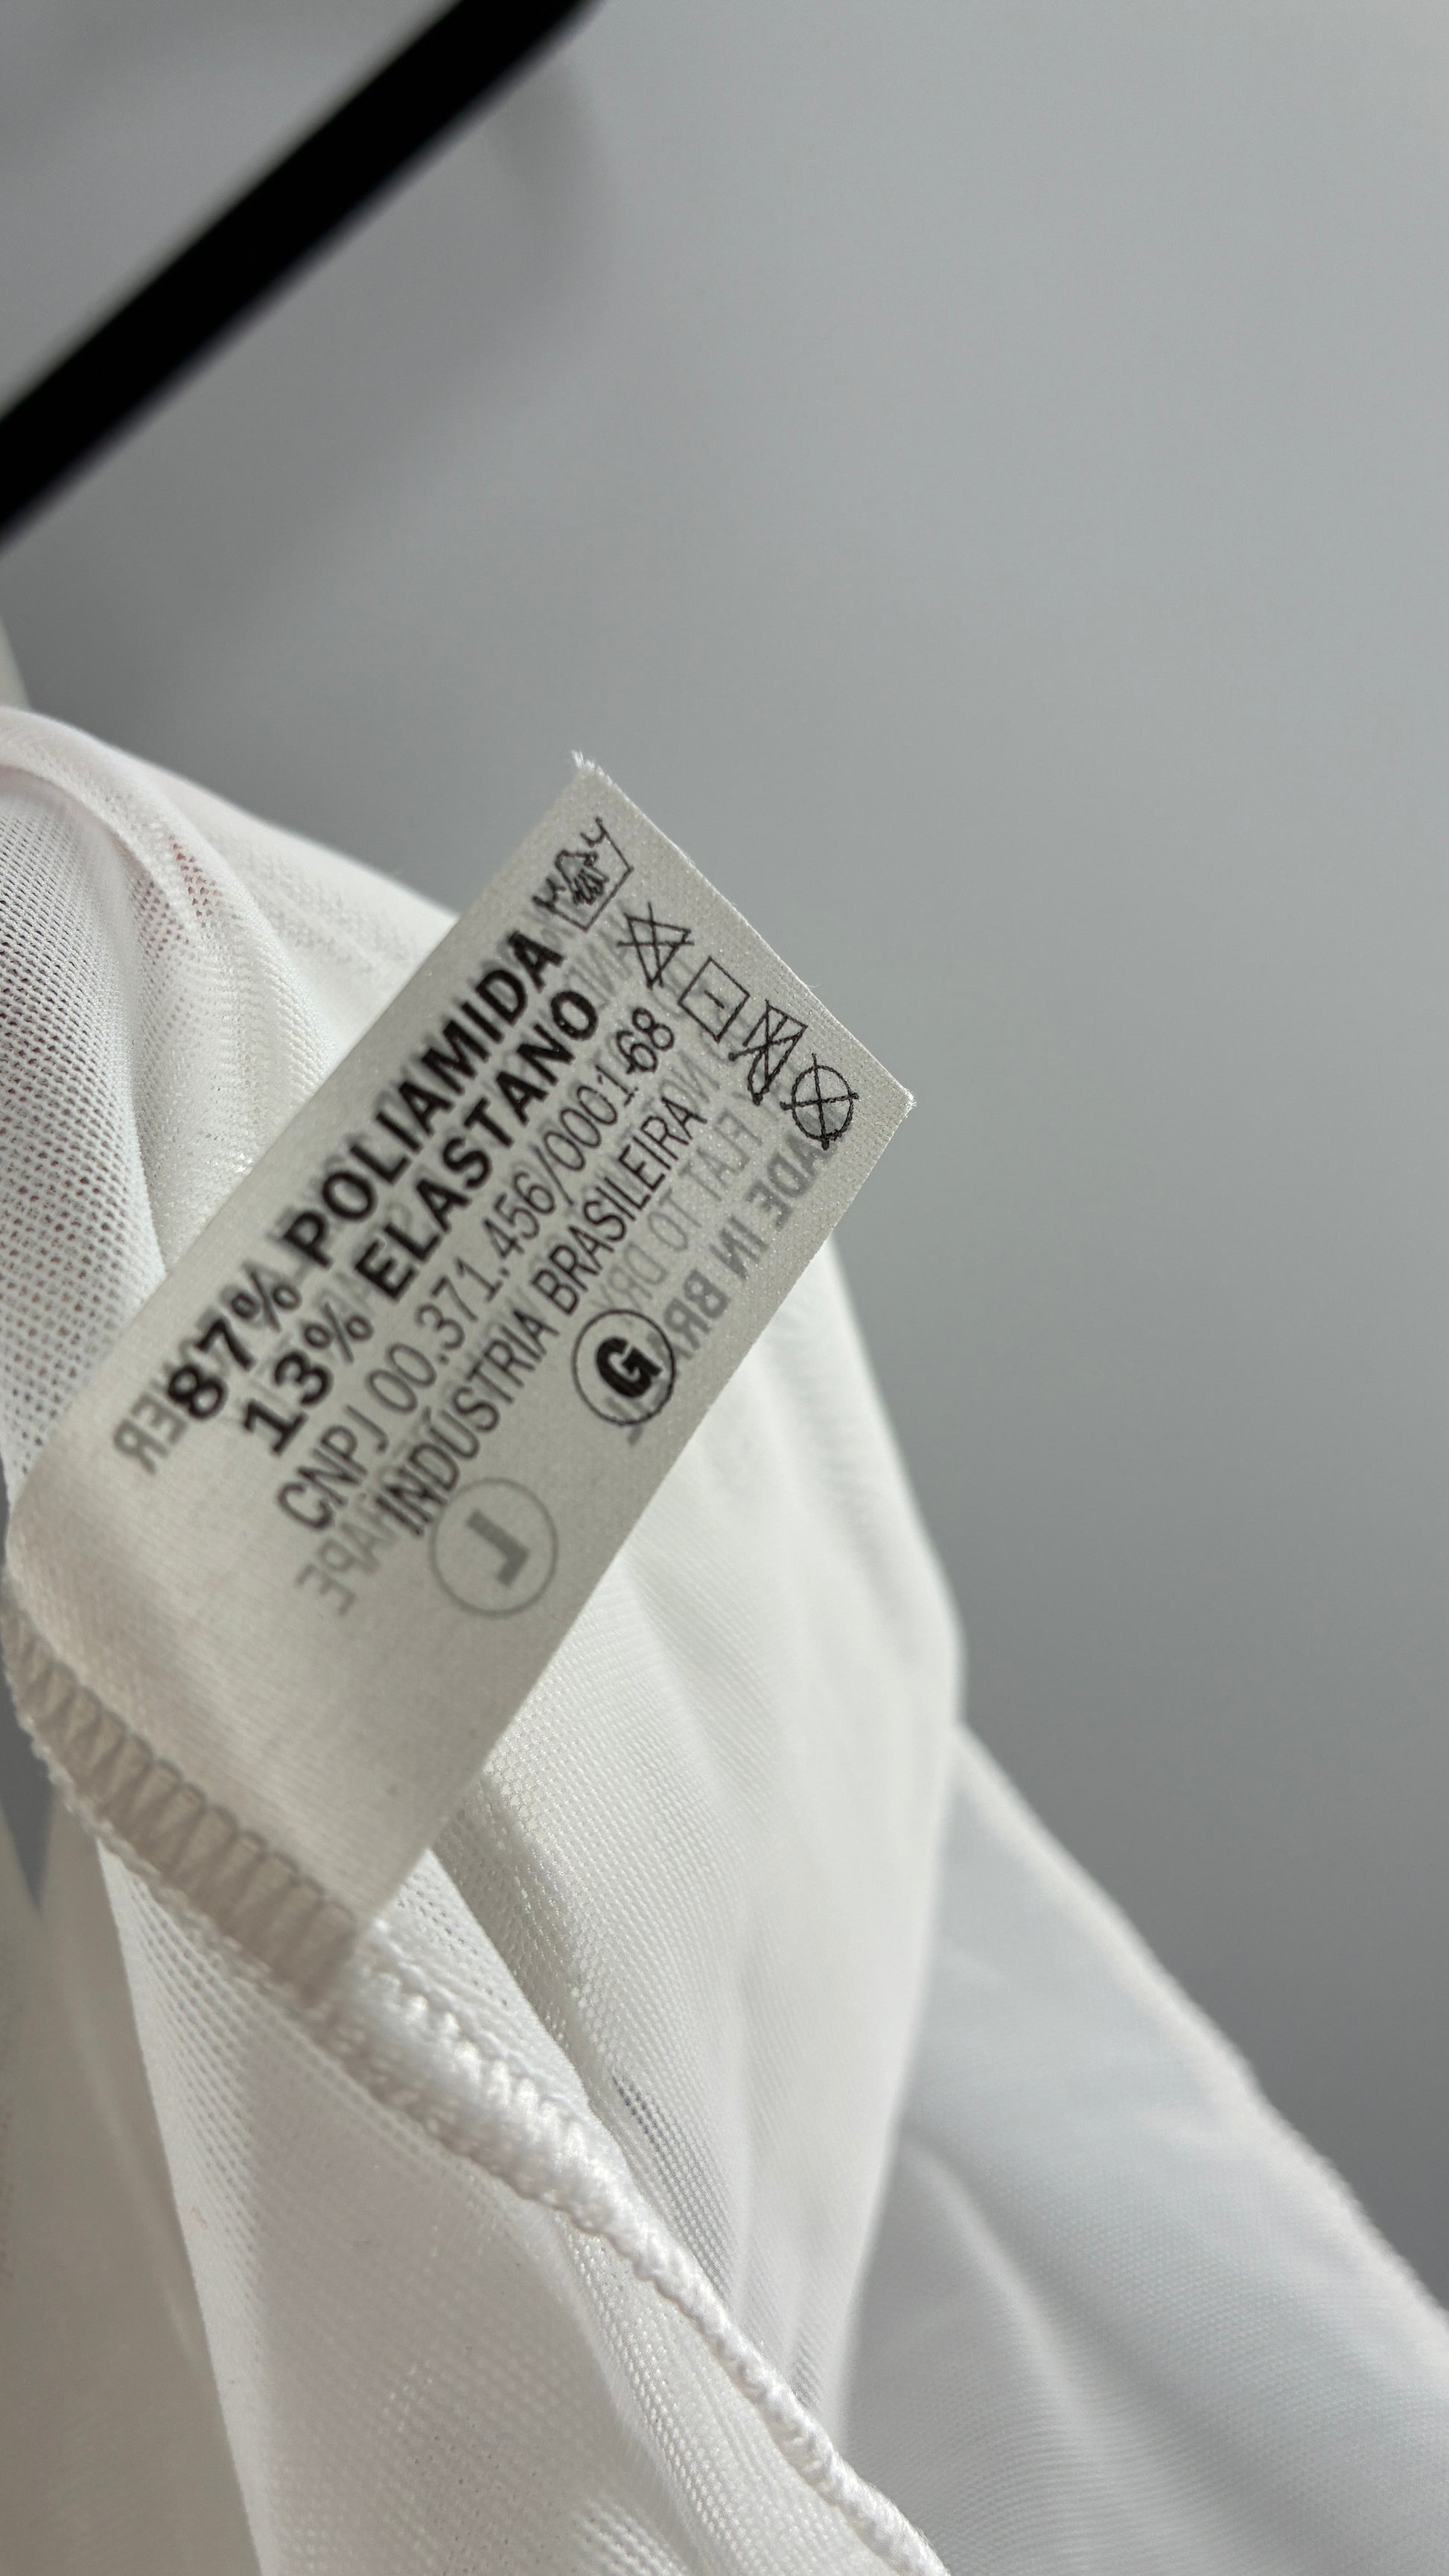 87% POLIAMIDA
13% ELASTANO
CNPJ 00.371.456/0001-68
INDÚSTRIA BRASILEIRA
G
L